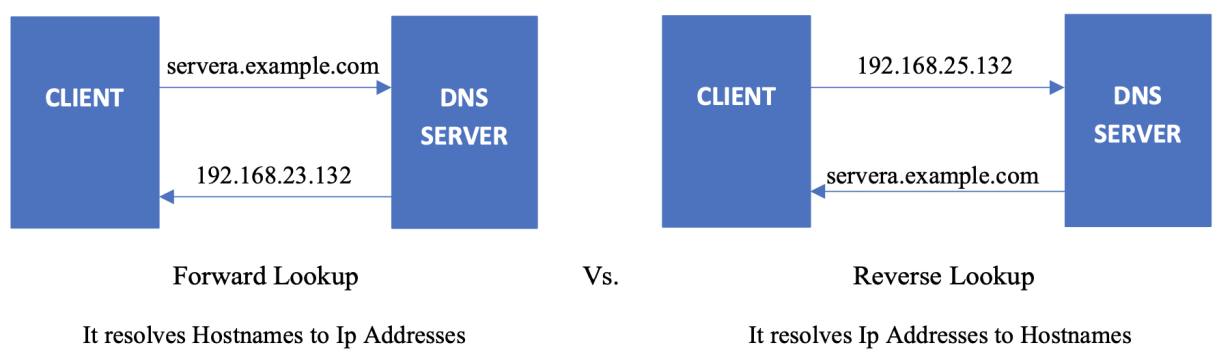 CLIENT
servera.example.com
192.168.23.132
DNS
SERVER
CLIENT
192.168.25.132
servera.example.com
DNS
SERVER
Forward Lookup
Vs.
Reverse Lookup
It resolves Hostnames to Ip Addresses
It resolves Ip Addresses to Hostnames